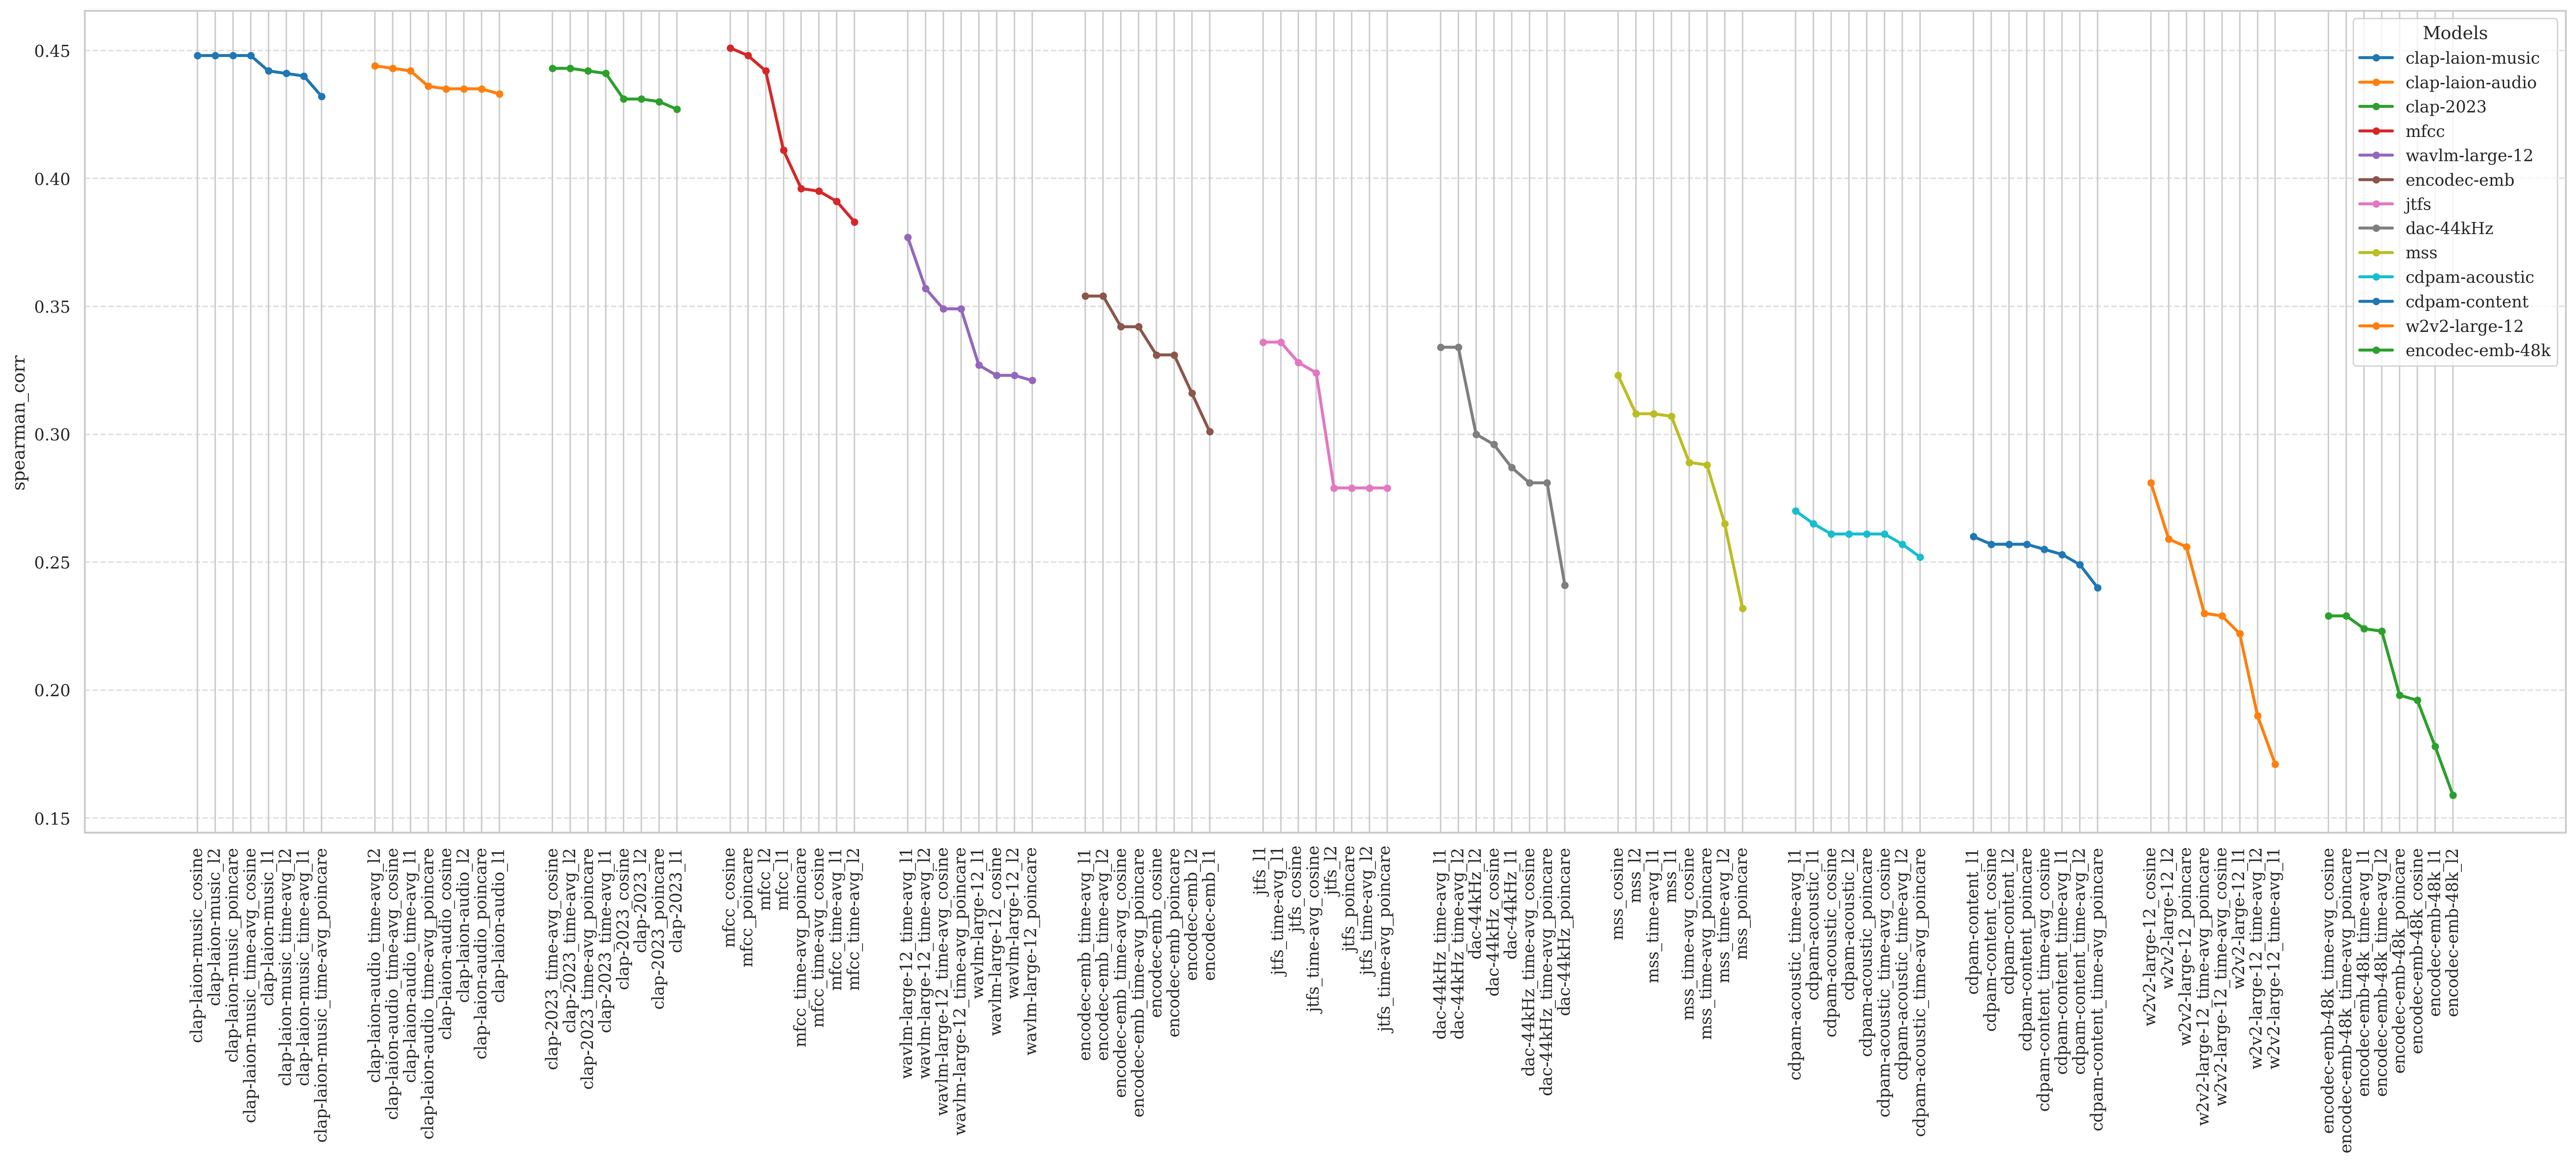 spearman_corr
0.45
0.40
0.35
0.30
0.25
0.20
0.15
Models
clap-laion-music
clap-laion-audio
clap-2023
mfcc
wavlm-large-12
encodec-emb
jtfs
dac-44kHz
mss
cdpam-acoustic
cdpam-content
w2v2-large-12
encodec-emb-48k
clap-laion-music_cosine
clap-laion-music_l2
clap-laion-music_poincare
clap-laion-music_time-avg_cosine
clap-laion-music_l1
clap-laion-music_time-avg_l2
clap-laion-music_time-avg_l1
clap-laion-music_time-avg_poincare
clap-laion-audio_time-avg_l2
clap-laion-audio_time-avg_cosine
clap-laion-audio_time-avg_l1
clap-laion-audio_time-avg_poincare
clap-laion-audio_cosine
clap-laion-audio_l2
clap-laion-audio_poincare
clap-laion-audio_l1
clap-2023_time-avg_cosine
clap-2023_time-avg_l2
clap-2023_time-avg_poincare
clap-2023_time-avg_l1
clap-2023_cosine
clap-2023_l2
clap-2023_poincare
clap-2023_l1
mfcc_cosine
mfcc_poincare
mfcc_l2
mfcc_l1
mfcc_time-avg_poincare
mfcc_time-avg_cosine
mfcc_time-avg_l1
mfcc_time-avg_l2
wavlm-large-12_time-avg_l1
wavlm-large-12_time-avg_l2
wavlm-large-12_time-avg_cosine
wavlm-large-12_time-avg_poincare
wavlm-large-12_l1
wavlm-large-12_cosine
wavlm-large-12_l2
wavlm-large-12_poincare
encodec-emb_time-avg_l1
encodec-emb_time-avg_l2
encodec-emb_time-avg_cosine
encodec-emb_time-avg_poincare
encodec-emb_cosine
encodec-emb_poincare
encodec-emb_l2
encodec-emb_l1
jtfs_l1
jtfs_time-avg_l1
jtfs_cosine
jtfs_time-avg_cosine
jtfs_l2
jtfs_poincare
jtfs_time-avg_l2
jtfs_time-avg_poincare
dac-44kHz_time-avg_l1
dac-44kHz_time-avg_l2
dac-44kHz_l2
dac-44kHz_cosine
dac-44kHz_l1
dac-44kHz_time-avg_cosine
dac-44kHz_time-avg_poincare
dac-44kHz_poincare
mss_cosine
mss_l2
mss_time-avg_l1
mss_l1
mss_time-avg_cosine
mss_time-avg_poincare
mss_time-avg_l2
mss_poincare
cdpam-acoustic_time-avg_l1
cdpam-acoustic_l1
cdpam-acoustic_cosine
cdpam-acoustic_l2
cdpam-acoustic_poincare
cdpam-acoustic_time-avg_cosine
cdpam-acoustic_time-avg_l2
cdpam-acoustic_time-avg_poincare
cdpam-content_l1
cdpam-content_cosine
cdpam-content_l2
cdpam-content_poincare
cdpam-content_time-avg_cosine
cdpam-content_time-avg_l1
cdpam-content_time-avg_l2
cdpam-content_time-avg_poincare
w2v2-large-12_cosine
w2v2-large-12_l2
w2v2-large-12_poincare
w2v2-large-12_time-avg_poincare
w2v2-large-12_time-avg_cosine
w2v2-large-12_l1
w2v2-large-12_time-avg_l2
w2v2-large-12_time-avg_l1
encodec-emb-48k_time-avg_cosine
encodec-emb-48k_time-avg_poincare
encodec-emb-48k_time-avg_l1
encodec-emb-48k_time-avg_l2
encodec-emb-48k_poincare
encodec-emb-48k_cosine
encodec-emb-48k_l1
encodec-emb-48k_l2